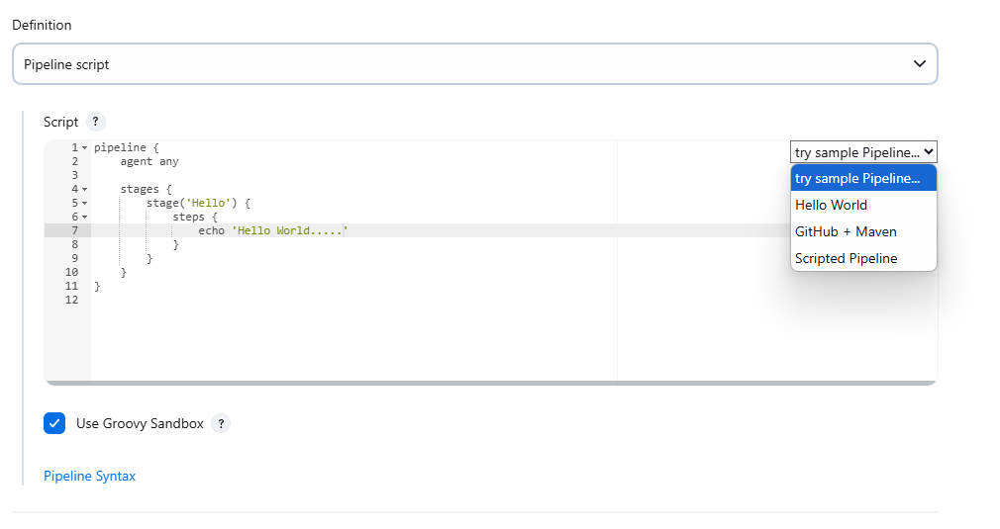 Definition
Pipeline script
Script ?
try sample Pipeline...
try sample Pipeline...
Hello World
GitHub + Maven
Scripted Pipeline
1 pipeline {
2     agent any
3
4     stages {
5         stage('Hello') {
6             steps {
7                 echo 'Hello World.....'
8             }
9         }
10     }
11 }
12
Use Groovy Sandbox ?
Pipeline Syntax